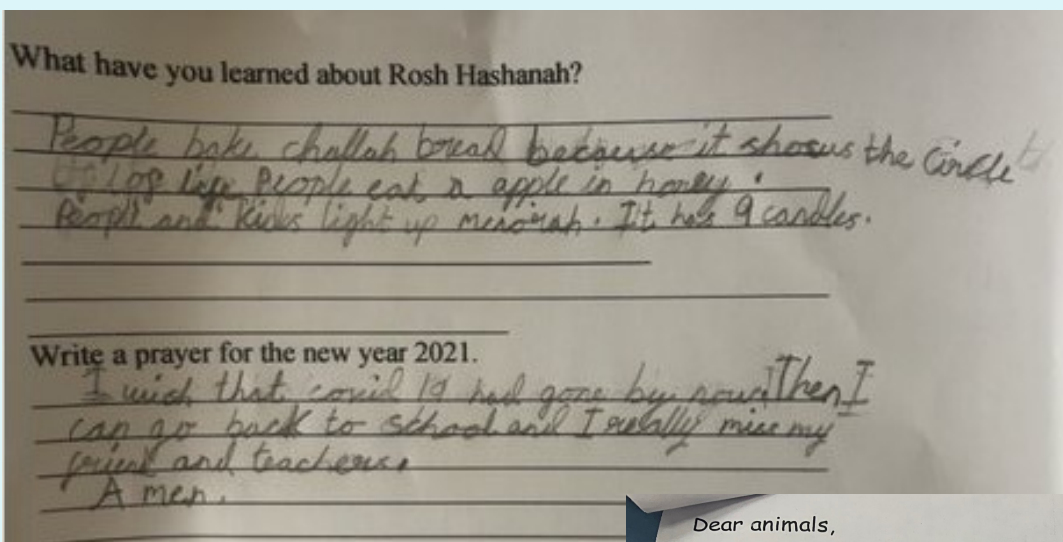 What have you learned about Rosh Hashanah?
People bake challah bread because it shows the Circle
of life. People eat a apple in honey.
People and kids light up menorah. It has 9 candles.
Write a prayer for the new year 2021.
I wich that covid 19 had gone by now. Then I
can go back to school and I really miss my
friend and teachers.
Amen.
Dear animals,